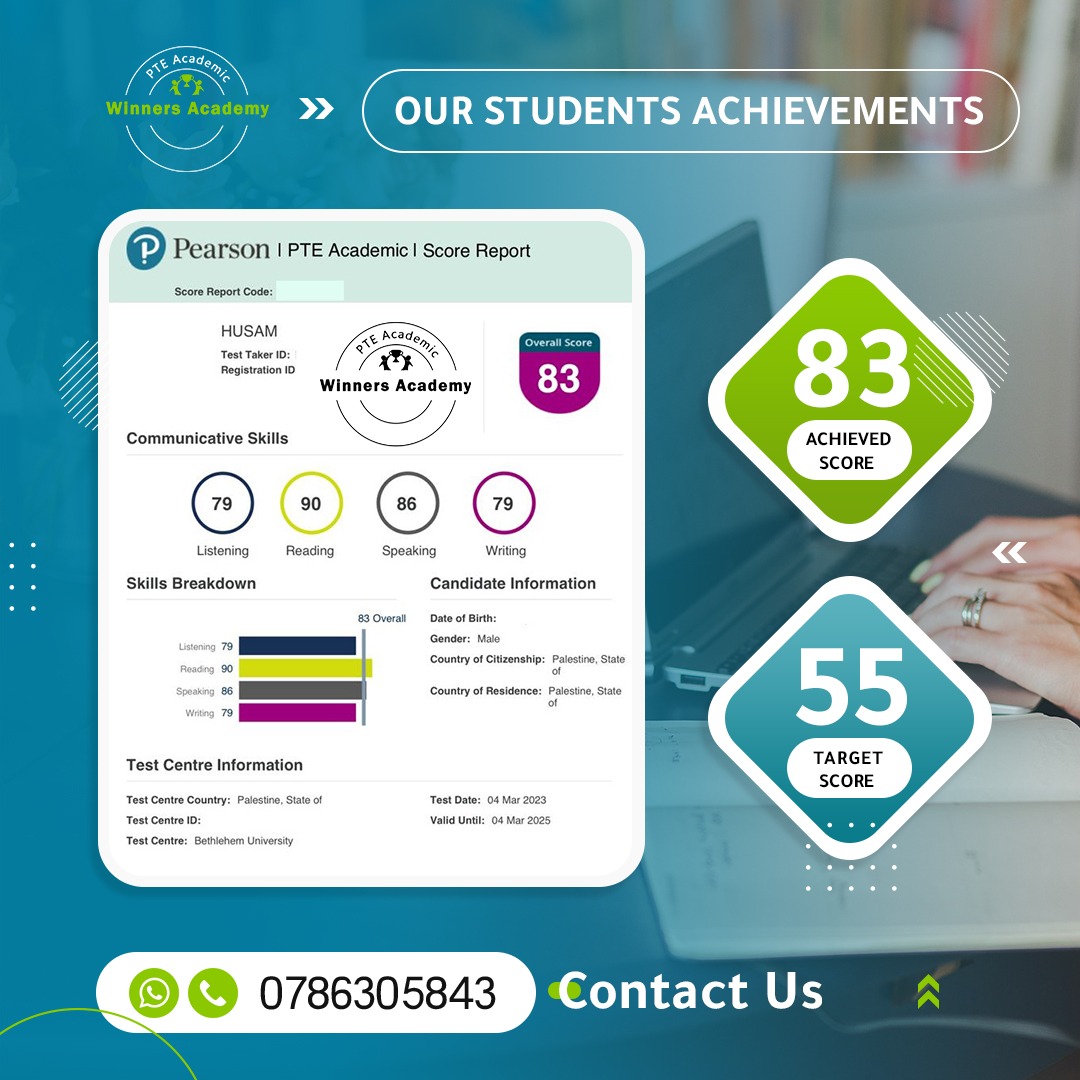 PTE Academic
Winners Academy
OUR STUDENTS ACHIEVEMENTS
Pearson | PTE Academic | Score Report
Score Report Code:
HUSAM
Test Taker ID:
Registration ID
PTE Academic
Winners Academy
Overall Score
83
Communicative Skills
79
90
86
79
Listening
Reading
Speaking
Writing
Skills Breakdown
83 Overall
Listening 79
Reading 90
Speaking 86
Writing 79
Candidate Information
Date of Birth:
Gender: Male
Country of Citizenship: Palestine, State
of
Country of Residence: Palestine, State
of
Test Centre Information
Test Centre Country: Palestine, State of
Test Centre ID:
Test Centre: Bethlehem University
Test Date: 04 Mar 2023
Valid Until: 04 Mar 2025
83
ACHIEVED
SCORE
55
TARGET
SCORE
0786305843
Contact Us